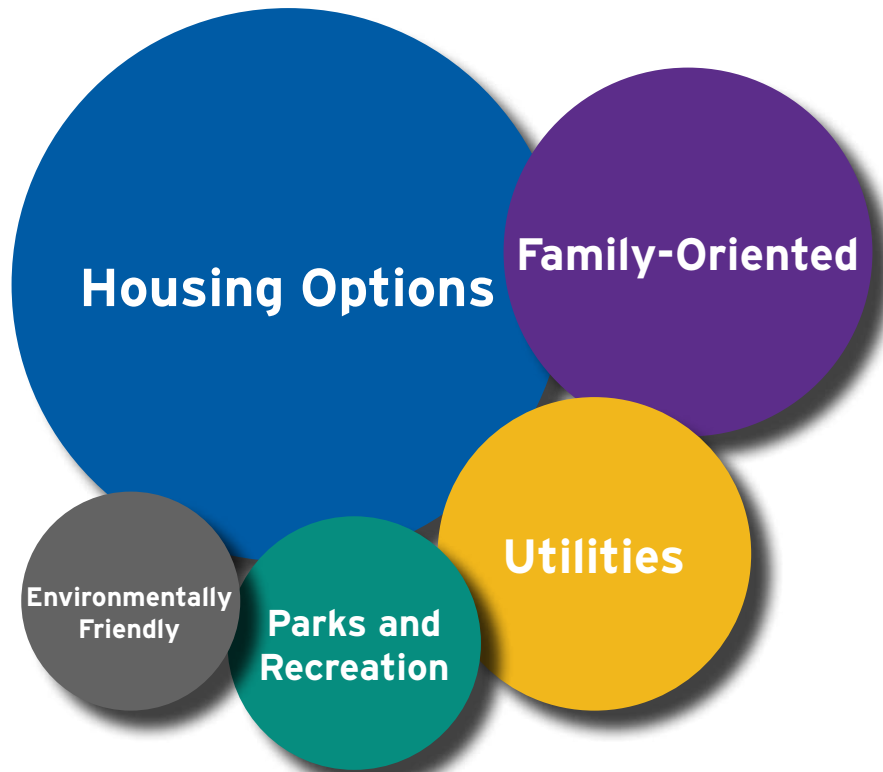 Housing Options
Family-Oriented
Utilities
Environmentally
Friendly
Parks and
Recreation